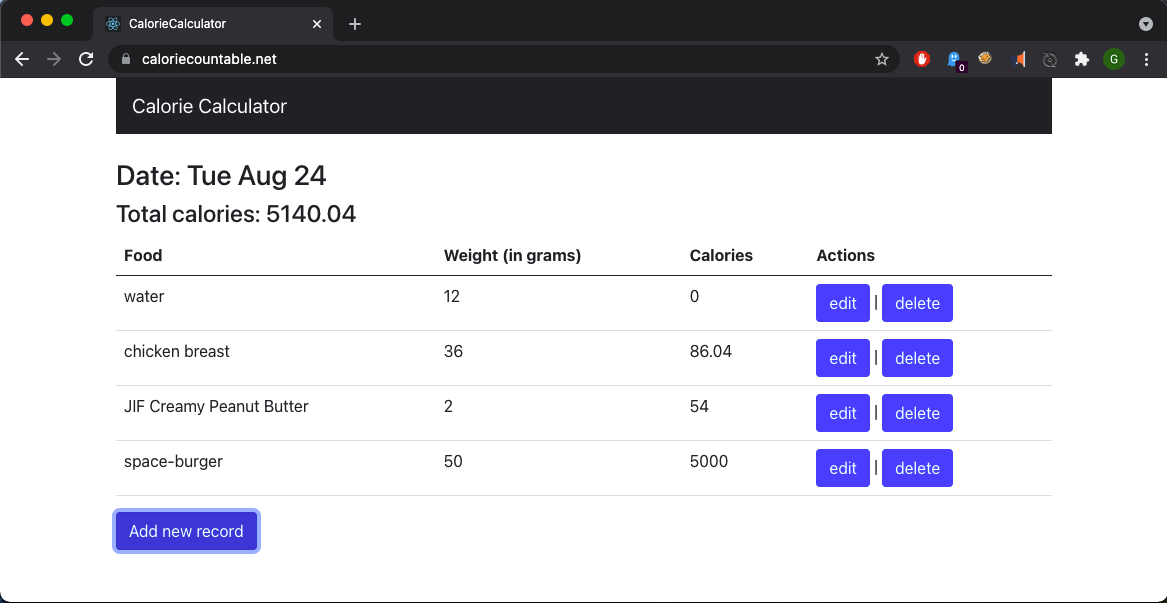 CalorieCalculator
caloriecountable.net
0
G
Calorie Calculator
Date: Tue Aug 24
Total calories: 5140.04
Food Weight (in grams) Calories Actions
water 12 0 edit | delete
chicken breast 36 86.04 edit | delete
JIF Creamy Peanut Butter 2 54 edit | delete
space-burger 50 5000 edit | delete
Add new record